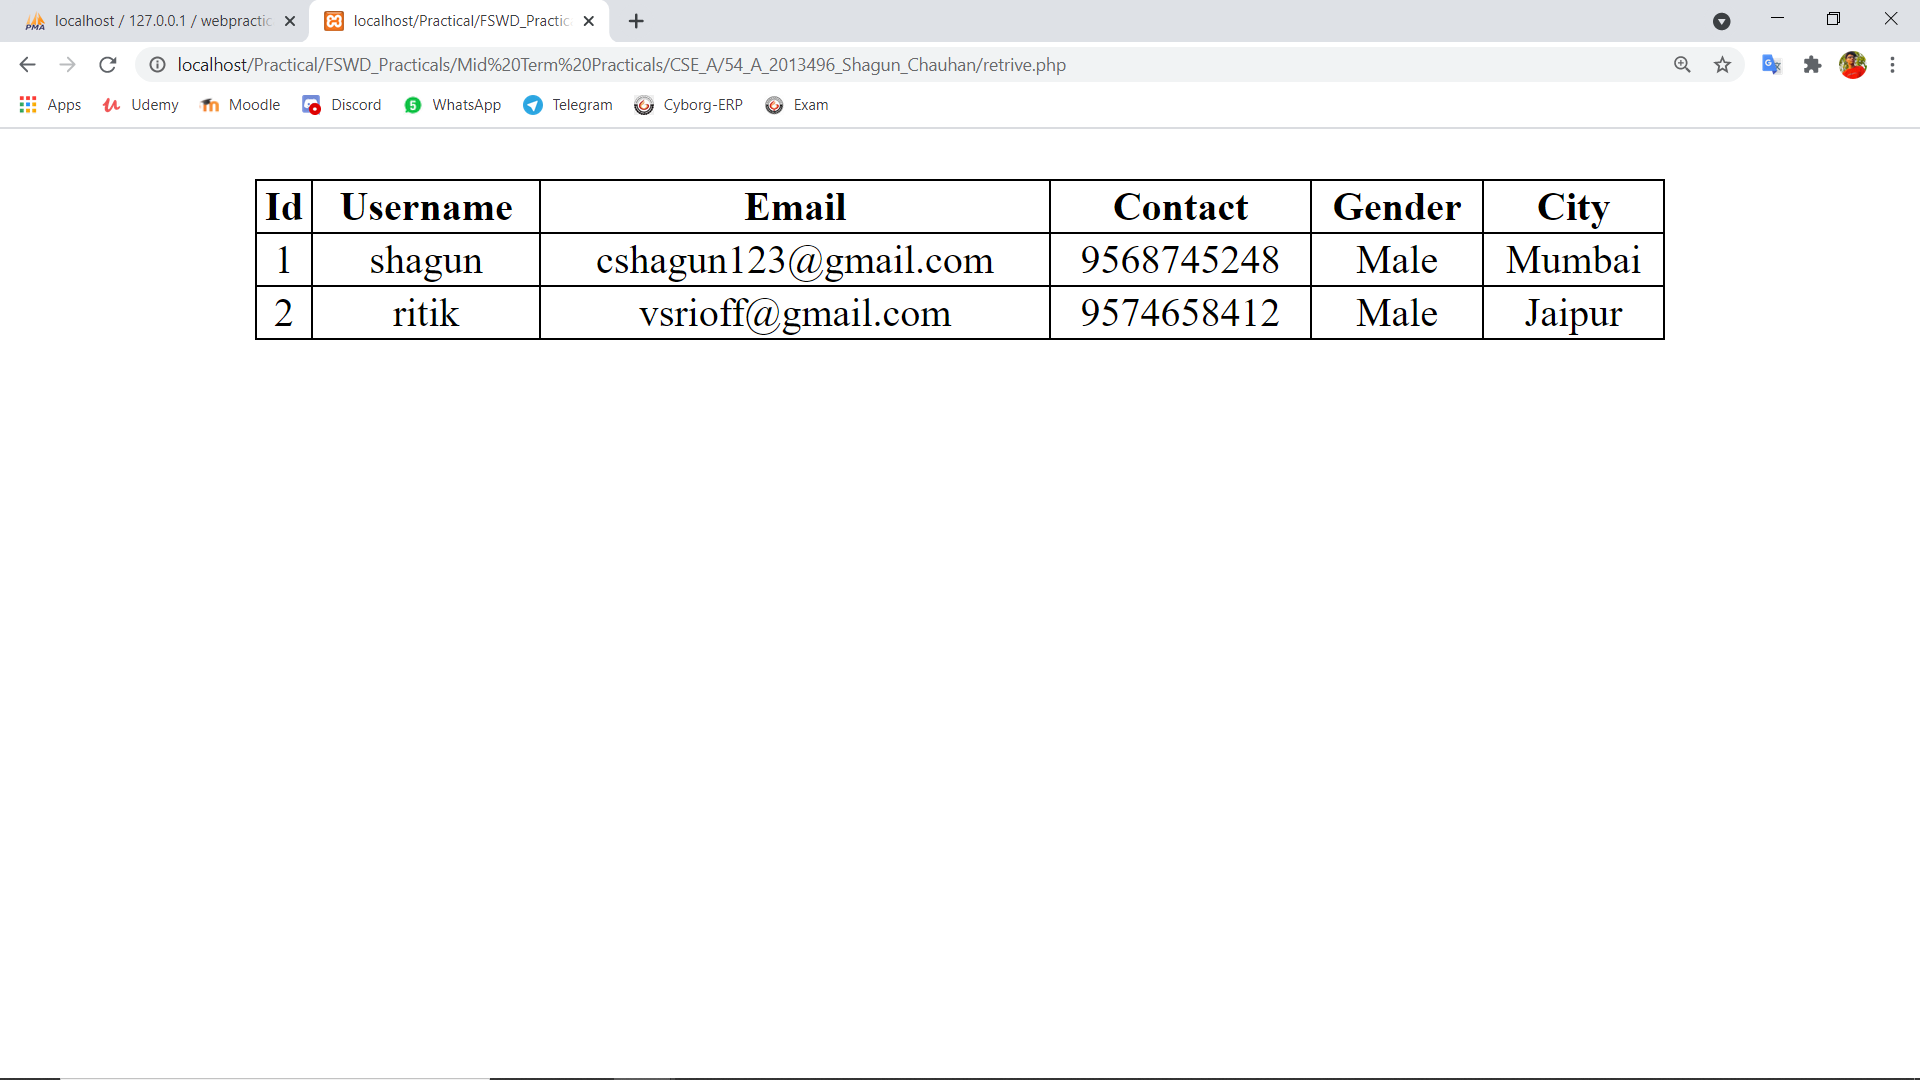 localhost / 127.0.0.1 / webpractic
localhost/Practical/FSWD_Practic
localhost/Practical/FSWD_Practicals/Mid%20Term%20Practicals/CSE_A/54_A_2013496_Shagun_Chauhan/retrive.php
Apps Udemy Moodle Discord WhatsApp Telegram Cyborg-ERP Exam
Id Username Email Contact Gender City
1 shagun cshagun123@gmail.com 9568745248 Male Mumbai
2 ritik vsrioff@gmail.com 9574658412 Male Jaipur